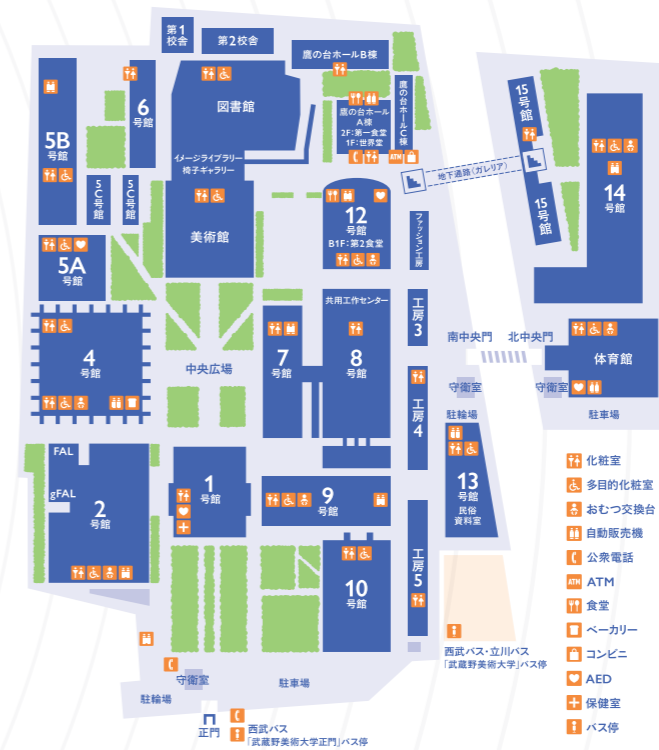 第1
校舎
第2校舎
鷹の台ホールB棟
6
号館
図書館
鷹の台ホール
A棟
2F：第一食堂
1F：世界堂
鷹の台ホールC棟
ATM
15
号館
5B
号館
14
号館
イメージライブラリー
椅子ギャラリー
地下通路（ガレリア）
5C号館
5C号館
15
号館
美術館
12
号館
B1F：第2食堂
ファッション工房
5A
号館
共用工作センター
工房3
南中央門
北中央門
4
号館
中央広場
7
号館
8
号館
体育館
工房4
守衛室
守衛室
駐輪場
駐車場
FAL
gFAL
2
号館
1
号館
9
号館
13
号館
民俗
資料室
10
号館
工房5
西武バス・立川バス
「武蔵野美術大学」バス停
守衛室
駐輪場
駐車場
正門
西武バス
「武蔵野美術大学正門」バス停
化粧室
多目的化粧室
おむつ交換台
自動販売機
公衆電話
ATM ATM
食堂
ベーカリー
コンビニ
AED
保健室
バス停